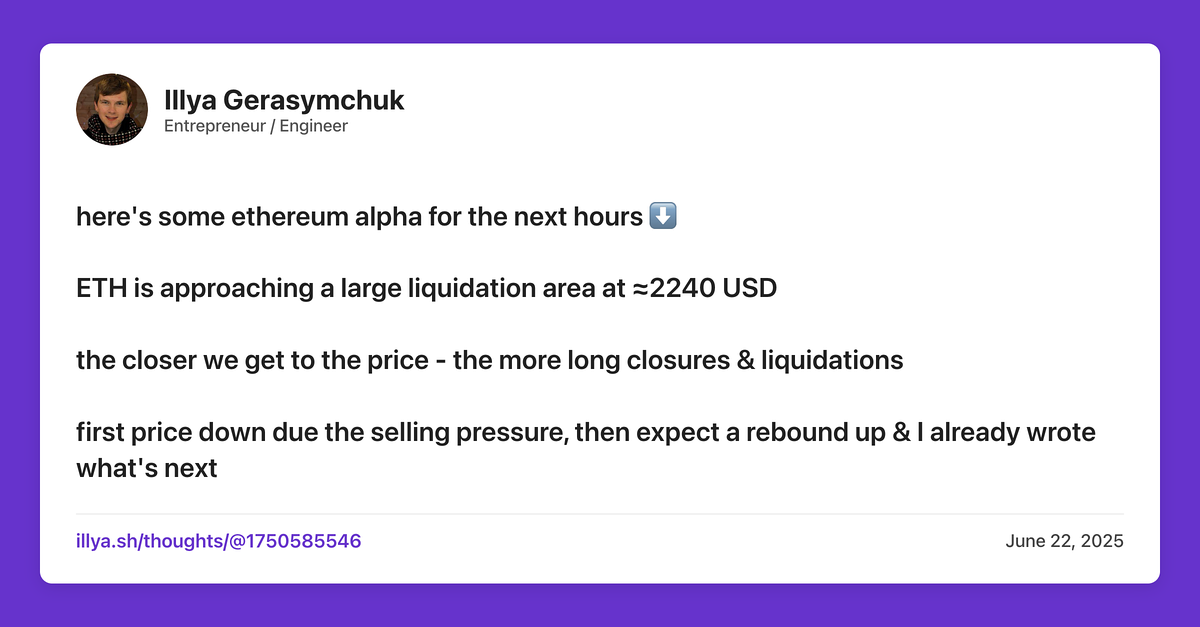 Illya Gerasymchuk
Entrepreneur / Engineer
here's some ethereum alpha for the next hours ⬇️
ETH is approaching a large liquidation area at ≈2240 USD
the closer we get to the price - the more long closures & liquidations
first price down due the selling pressure, then expect a rebound up & I already wrote
what's next
illya.sh/thoughts/@1750585546
June 22, 2025